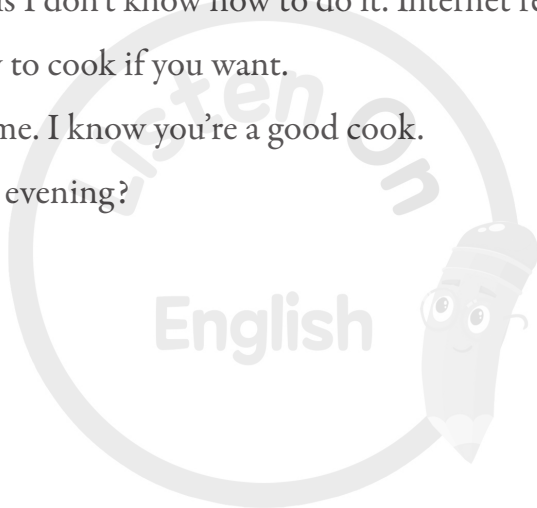 is I don't know how to do it. Internet re
to cook if you want.
me. I know you're a good cook.
evening?
Listen On
English